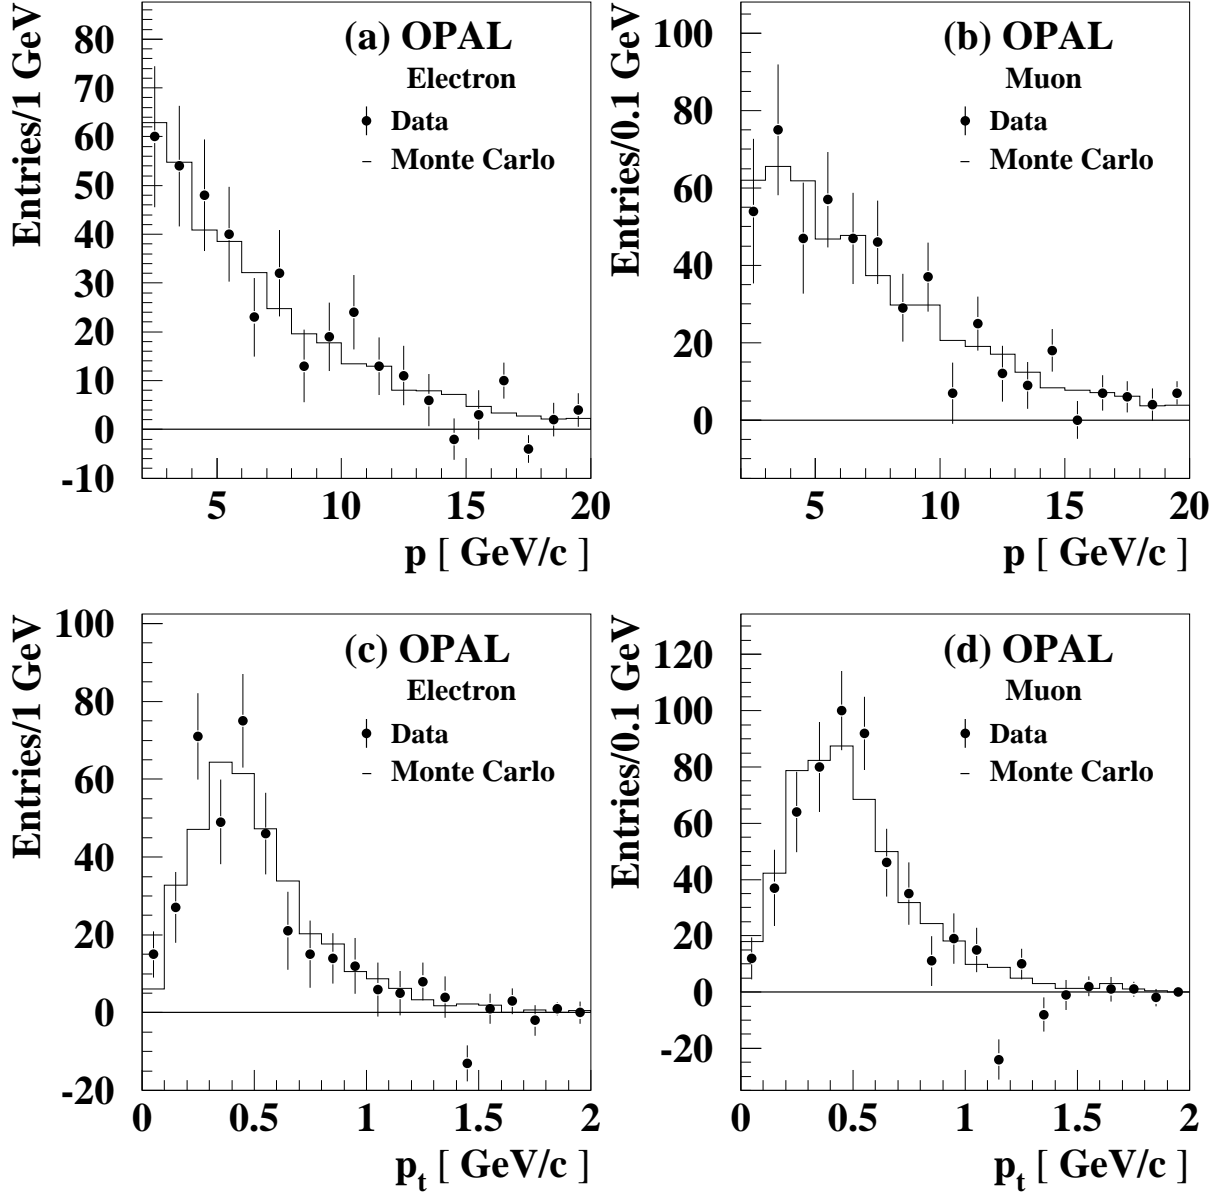 (a) OPAL
Electron
Data
Monte Carlo
Entries/1 GeV
80
70
60
50
40
30
20
10
0
-10
5
10
15
20
p [ GeV/c ]
(b) OPAL
Muon
Data
Monte Carlo
Entries/0.1 GeV
100
80
60
40
20
0
5
10
15
20
p [ GeV/c ]
(c) OPAL
Electron
Data
Monte Carlo
Entries/1 GeV
100
80
60
40
20
0
-20
0
0.5
1
1.5
2
pt [ GeV/c ]
(d) OPAL
Muon
Data
Monte Carlo
Entries/0.1 GeV
120
100
80
60
40
20
0
-20
0
0.5
1
1.5
2
pt [ GeV/c ]